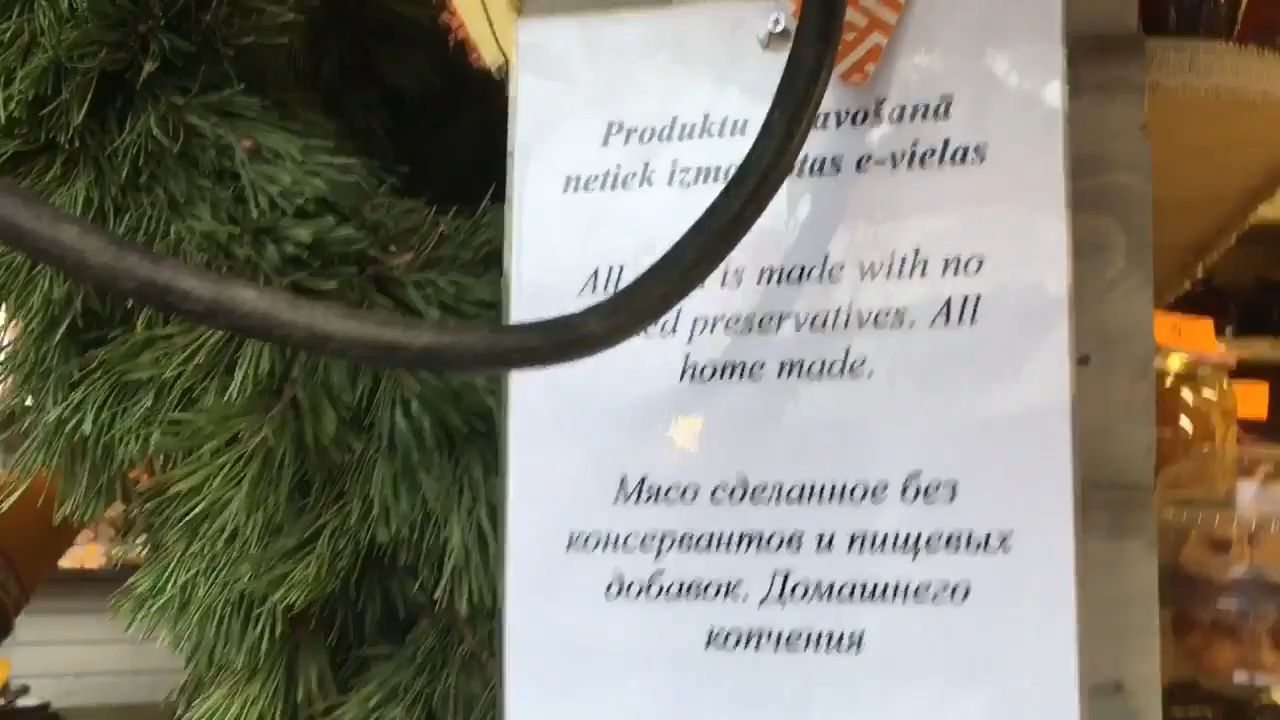 Produktu
netiek e-vielas
All is made with no
preservatives. All
home made.
Мясо сделанное без
консервантов и пищевых
добавок. Домашнего
копчения